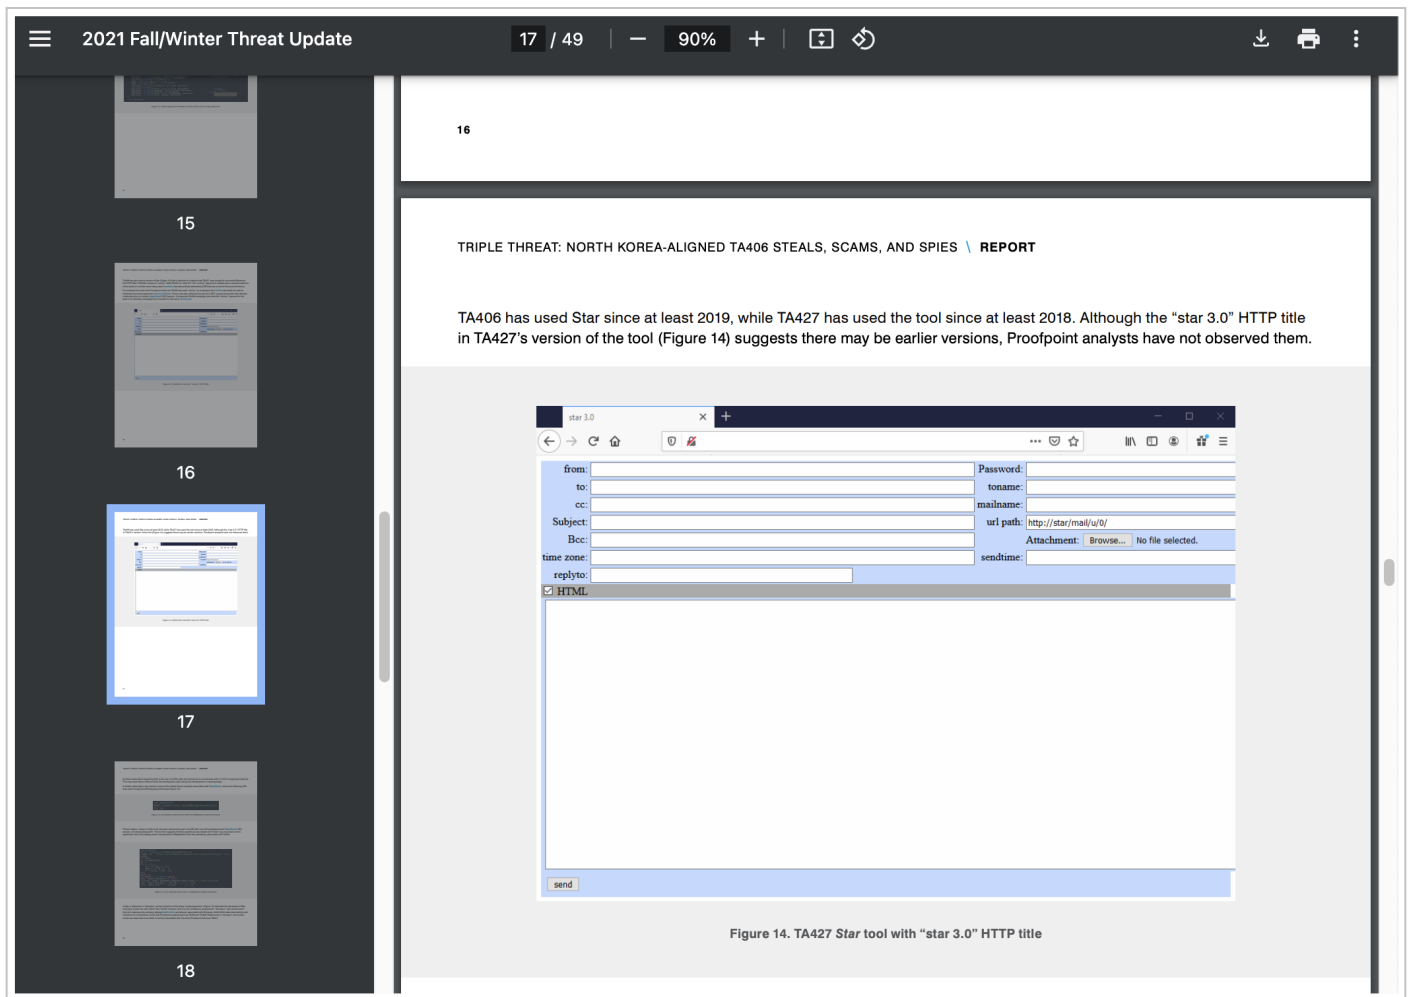 2021 Fall/Winter Threat Update
17 / 49
90%
15
16
17
18
16
TRIPLE THREAT: NORTH KOREA-ALIGNED TA406 STEALS, SCAMS, AND SPIES \ REPORT
TA406 has used Star since at least 2019, while TA427 has used the tool since at least 2018. Although the “star 3.0” HTTP title
in TA427’s version of the tool (Figure 14) suggests there may be earlier versions, Proofpoint analysts have not observed them.
star 3.0
from: Password:
to: toname:
cc: mailname:
Subject: url path: http://star/mail/u/0/
Bcc: Attachment: Browse... No file selected.
time zone: sendtime:
replyto:
HTML
send
Figure 14. TA427 Star tool with “star 3.0” HTTP title